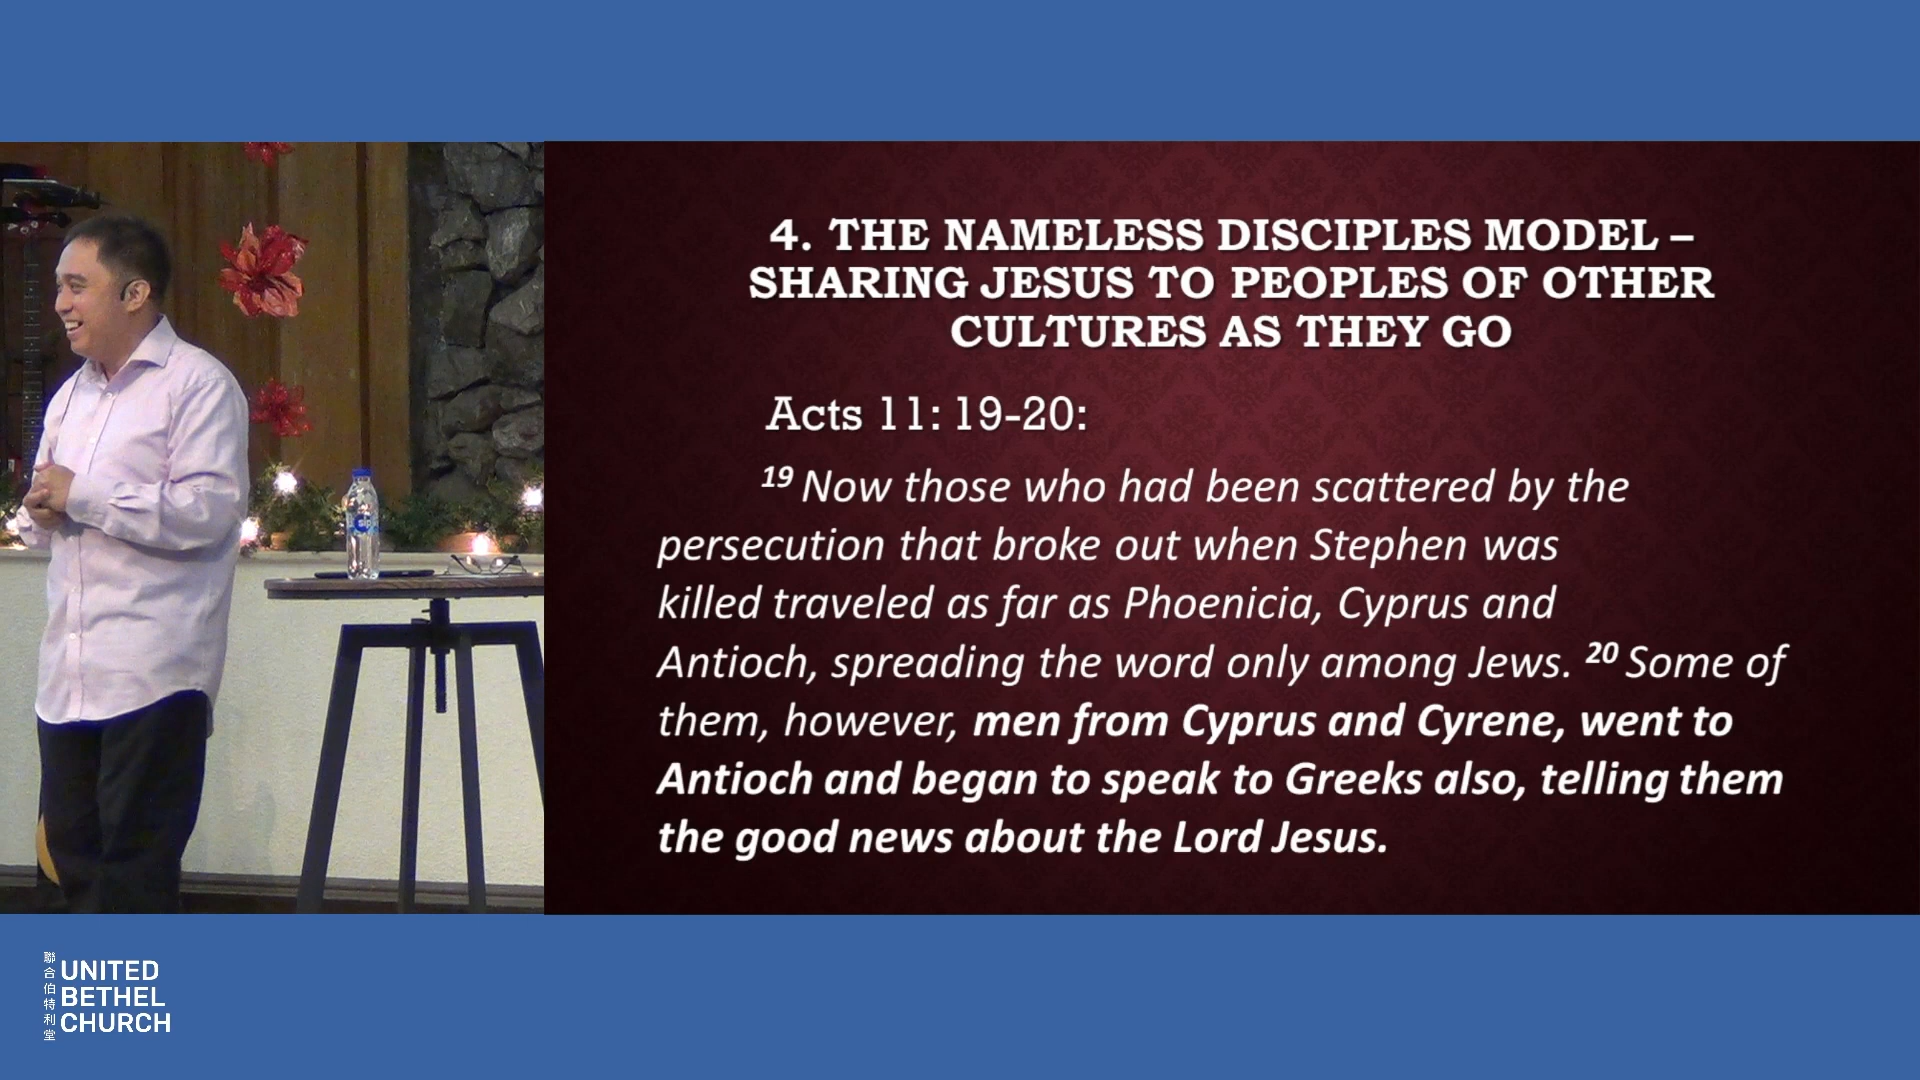 4. THE NAMELESS DISCIPLES MODEL –
SHARING JESUS TO PEOPLES OF OTHER
CULTURES AS THEY GO
Acts 11: 19-20:
19 Now those who had been scattered by the
persecution that broke out when Stephen was
killed traveled as far as Phoenicia, Cyprus and
Antioch, spreading the word only among Jews. 20 Some of
them, however, men from Cyprus and Cyrene, went to
Antioch and began to speak to Greeks also, telling them
the good news about the Lord Jesus.
sip
聯合伯特利堂
UNITED
BETHEL
CHURCH